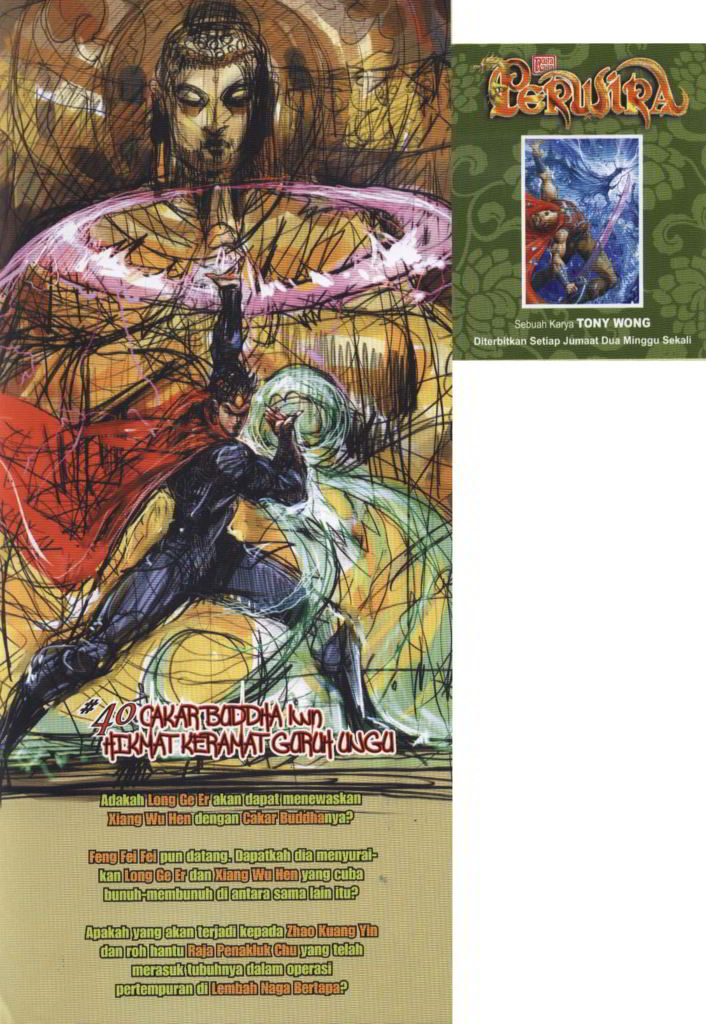 PERWIRA
Sebuah Karya TONY WONG
Diterbitkan Setiap Jumaat Dua Minggu Sekali
#40 CAKAR BUDDHA lwn
HIKMAT KERAMAT GURUH UNGU
Adakah Long Ge Er akan dapat menewaskan
Xiang Wu Hen dengan Cakar Buddhanya?
Feng Fei Fei pun datang. Dapatkah dia menyurai-
kan Long Ge Er dan Xiang Wu Hen yang cuba
bunuh-membunuh di antara sama lain itu?
Apakah yang akan terjadi kepada Zhao Kuang Yin
dan roh hantu Raja Penakluk Chu yang telah
merasuk tubuhnya dalam operasi
pertempuran di Lembah Naga Bertapa?